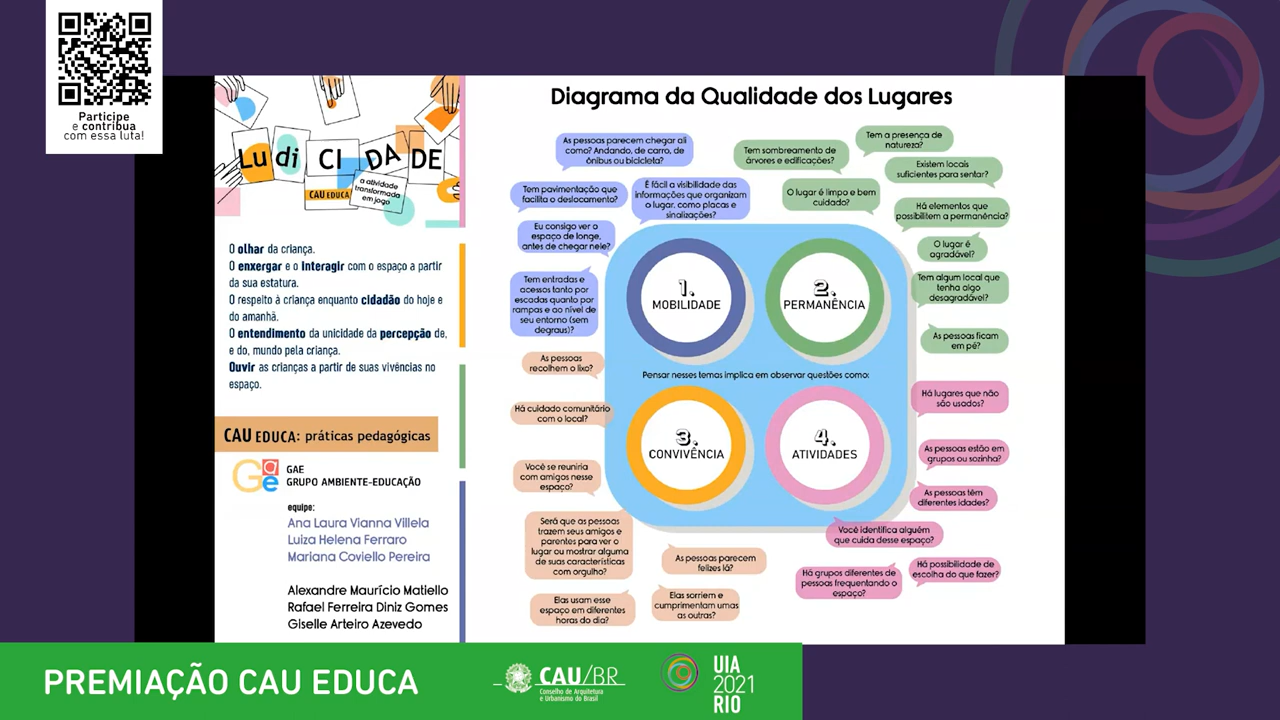 Participe
e contribua
com essa luta!
Lu di CI DA DE
CAU EDUCA
a atividade
transformada
em jogo
O olhar da criança.
O enxergar e o interagir com o espaço a partir
da sua estatura.
O respeito à criança enquanto cidadão do hoje e
do amanhã.
O entendimento da unicidade da percepção de,
e do, mundo pela criança.
Ouvir as crianças a partir de suas vivências no
espaço.
CAU EDUCA: práticas pedagógicas
Gae
GAE
GRUPO AMBIENTE-EDUCAÇÃO
equipe:
Ana Laura Vianna Villela
Luiza Helena Ferraro
Mariana Coviello Pereira
Alexandre Maurício Matiello
Rafael Ferreira Diniz Gomes
Giselle Arteiro Azevedo
Diagrama da Qualidade dos Lugares
As pessoas parecem chegar ali
como? Andando, de carro, de
ônibus ou bicicleta?
Tem pavimentação que
facilita o deslocamento?
É fácil a visibilidade das
informações que organizam
o lugar, como placas e
sinalizações?
Eu consigo ver o
espaço de longe,
antes de chegar nele?
Tem entradas e
acessos tanto por
escadas quanto por
rampas e ao nível de
seu entorno (sem
degraus)?
Tem sombreamento de
árvores e edificações?
Tem a presença de
natureza?
Existem locais
suficientes para sentar?
O lugar é limpo e bem
cuidado?
Há elementos que
possibilitem a permanência?
O lugar é
agradável?
Tem algum local que
tenha algo
desagradável?
As pessoas ficam
em pé?
1.
MOBILIDADE
2.
PERMANÊNCIA
Pensar nesses temas implica em observar questões como:
3.
CONVIVÊNCIA
4.
ATIVIDADES
As pessoas
recolhem o lixo?
Há cuidado comunitário
com o local?
Você se reuniria
com amigos nesse
espaço?
Será que as pessoas
trazem seus amigos e
parentes para ver o
lugar ou mostrar alguma
de suas características
com orgulho?
As pessoas parecem
felizes lá?
Elas usam esse
espaço em diferentes
horas do dia?
Elas sorriem e
cumprimentam umas
as outras?
Há lugares que não
são usados?
As pessoas estão em
grupos ou sozinha?
As pessoas têm
diferentes idades?
Você identifica alguém
que cuida desse espaço?
Há grupos diferentes de
pessoas frequentando o
espaço?
Há possibilidade de
escolha do que fazer?
PREMIAÇÃO CAU EDUCA
CAU/BR
Conselho de Arquitetura
e Urbanismo do Brasil
UIA
2021
RIO